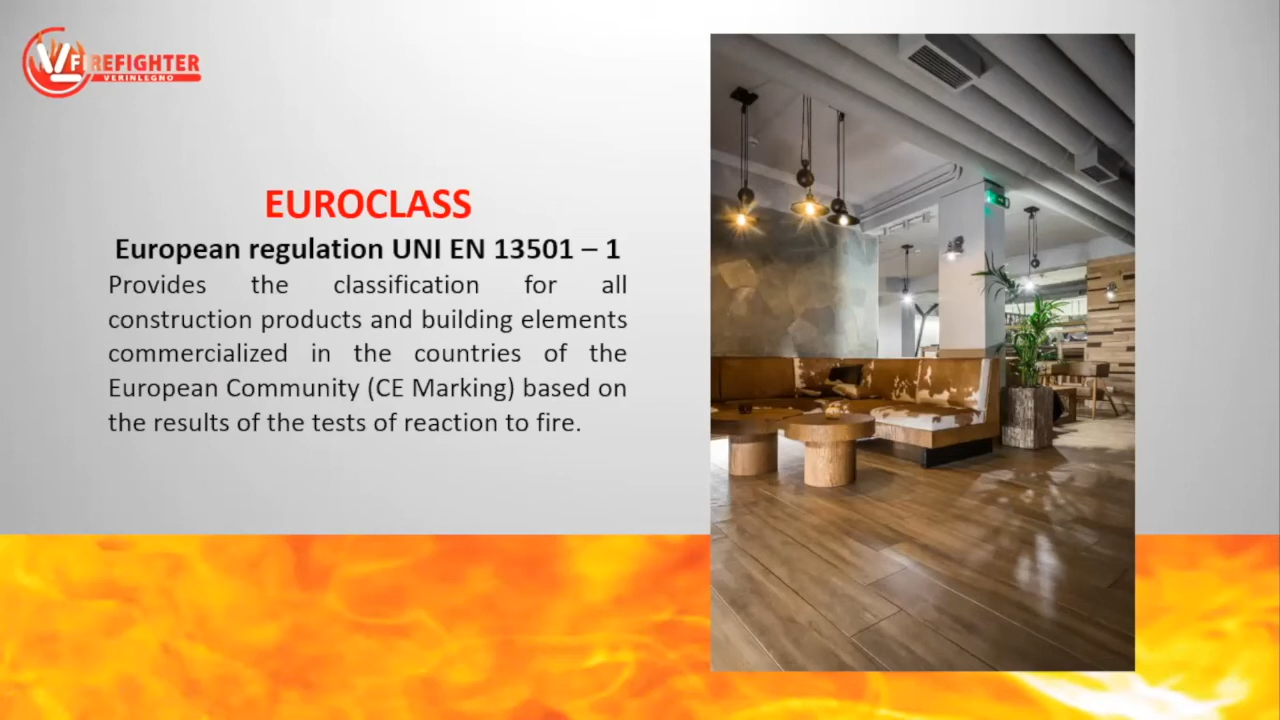 VFIREFIGHTER
VERINLEGNO
EUROCLASS
European regulation UNI EN 13501 – 1
Provides the classification for all
construction products and building elements
commercialized in the countries of the
European Community (CE Marking) based on
the results of the tests of reaction to fire.